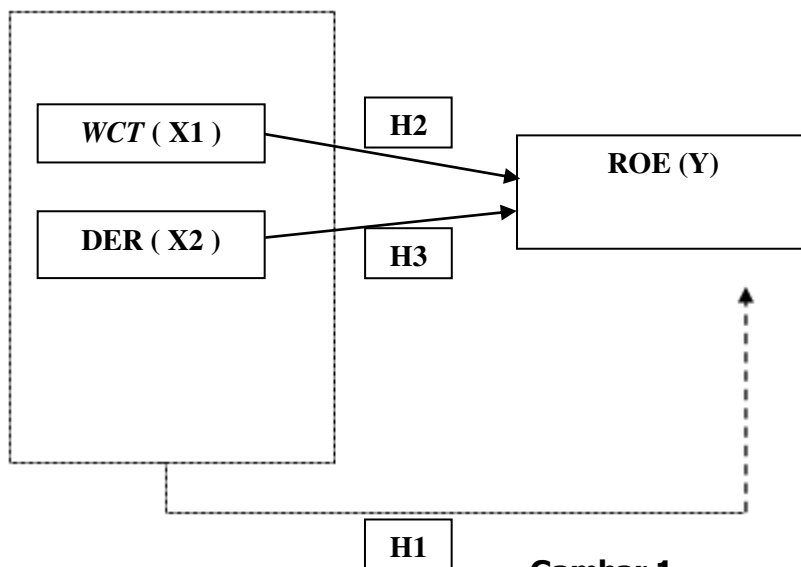 H2
WCT ( X1 )
ROE (Y)
DER ( X2 )
H3
H1
Gambar 1